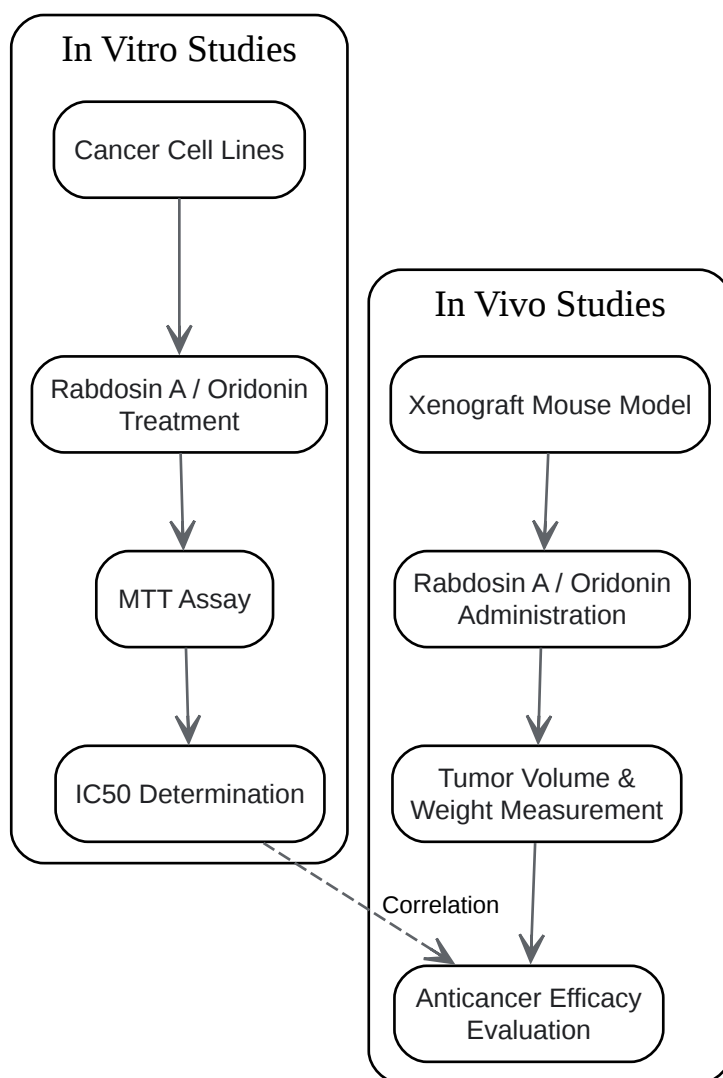 In Vitro Studies
Cancer Cell Lines
Rabdosin A / Oridonin
Treatment
MTT Assay
IC50 Determination
In Vivo Studies
Xenograft Mouse Model
Rabdosin A / Oridonin
Administration
Tumor Volume &
Weight Measurement
Correlation
Anticancer Efficacy
Evaluation